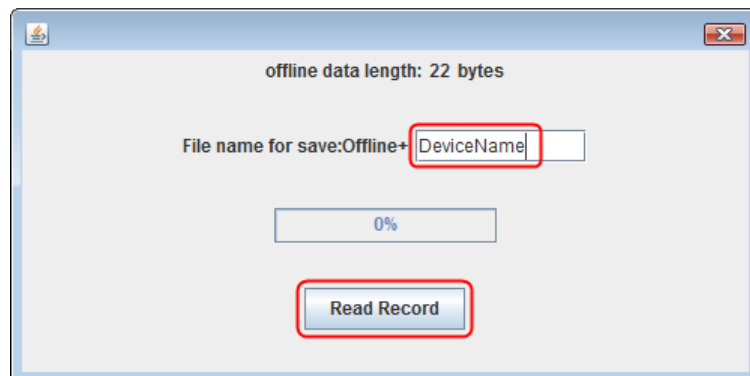 offline data length: 22 bytes
File name for save:Offline+ DeviceName
0%
Read Record